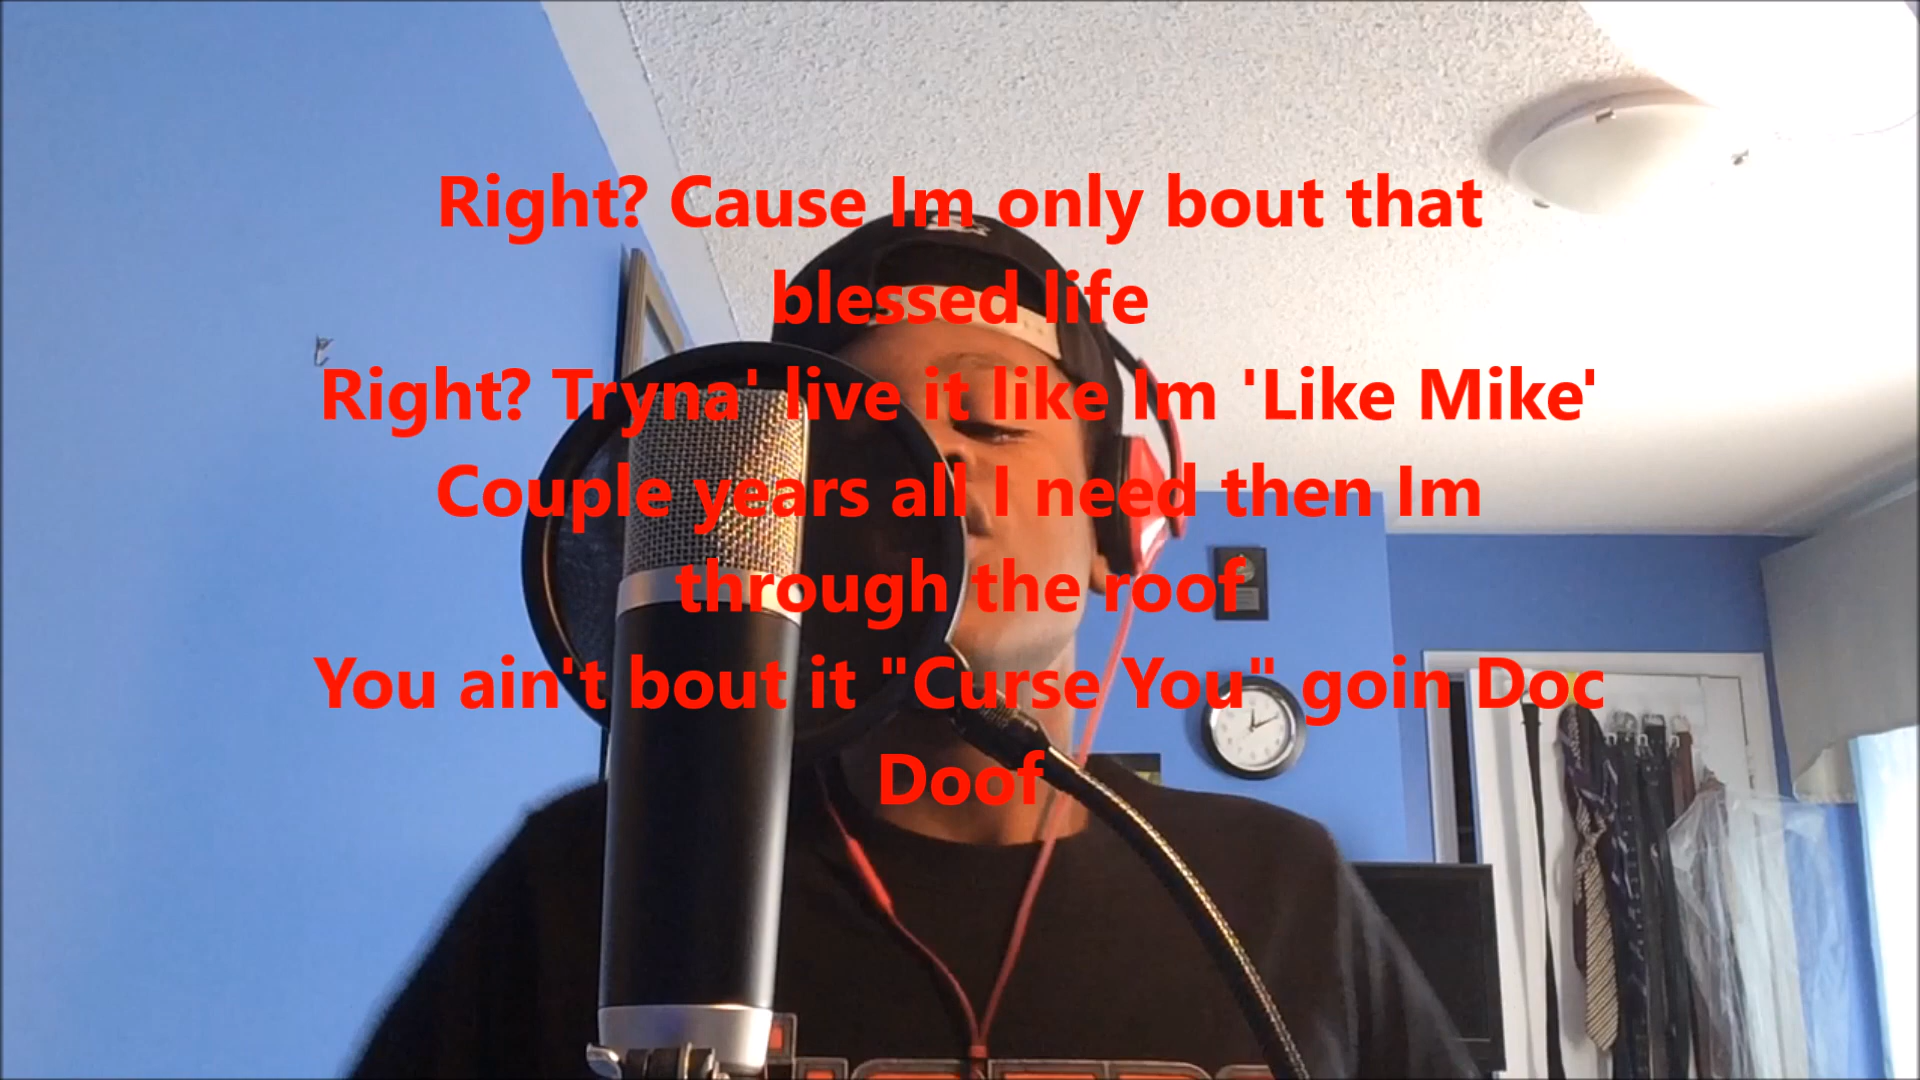 Right? Cause Im only bout that
blessed life
Right? Tryna' live it like Im 'Like Mike'
Couple years all I need then Im
through the roof
You ain't bout it "Curse You" goin Doc
Doof